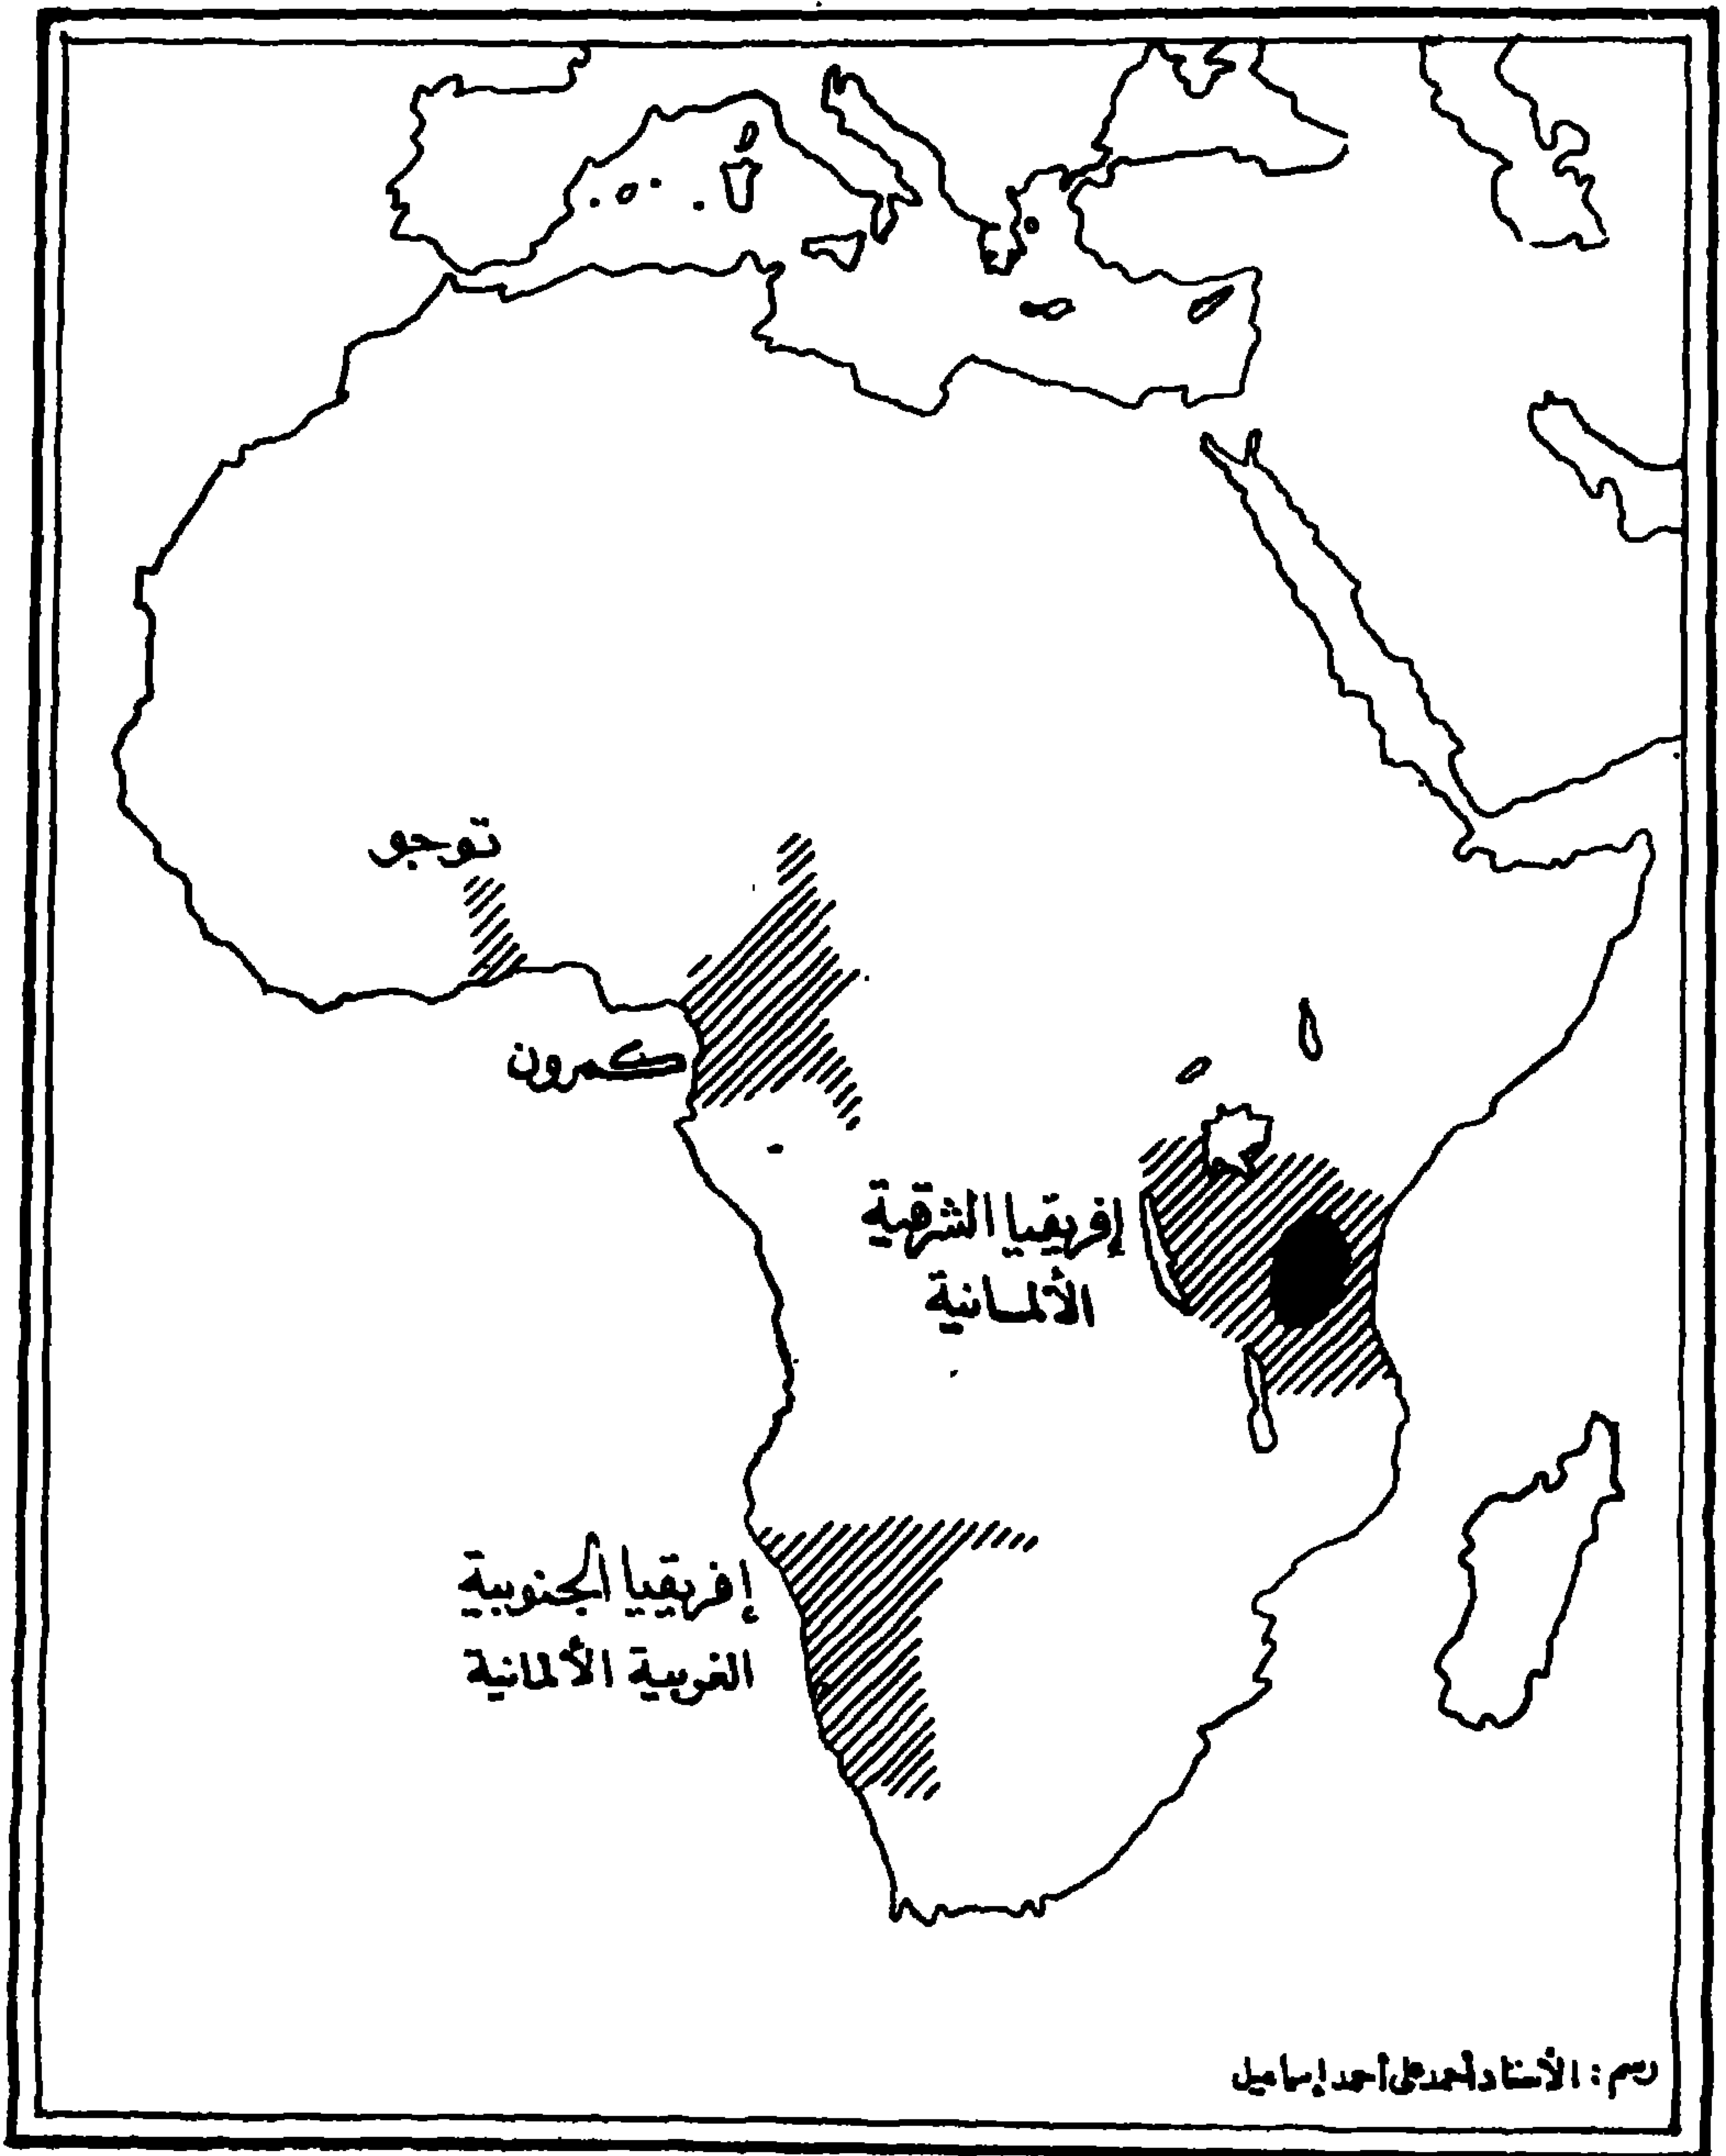 توجو
كمرون
إفريقيا الشرقية
الألمانية
إفريقيا الجنوبية
الغربية الألمانية
رسم : الأستاذ أحمد علي أحمد إسماعيل